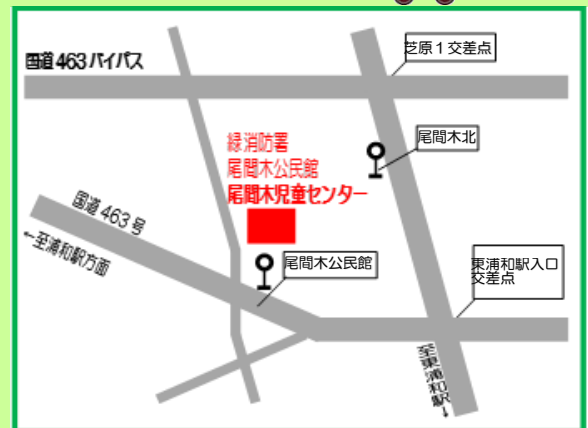 芝原1交差点
国道463バイパス
緑消防署
尾間木公民館
尾間木児童センター
尾間木北
国道463号
←至浦和駅方面
尾間木公民館
東浦和駅入口
交差点
至東浦和駅→